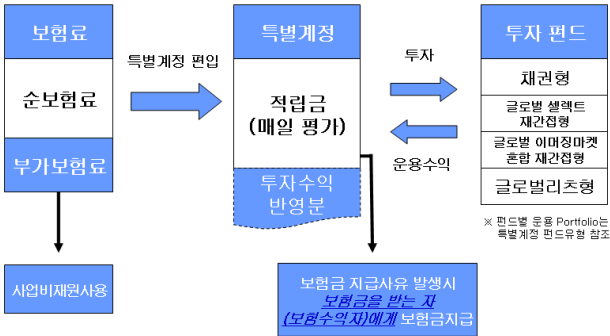 보험료
순보험료
부가보험료
사업비재원사용
특별계정 편입
특별계정
적립금
(매일 평가)
투자수익
반영분
투자
운용수익
투자 펀드
채권형
글로벌 셀렉트
재간접형
글로벌 이머징마켓
혼합 재간접형
글로벌리츠형
※ 펀드별 운용 Portfolio는
특별계정 펀드유형 참조
보험금 지급사유 발생시
보험금을 받는 자
(보험수익자)에게 보험금지급